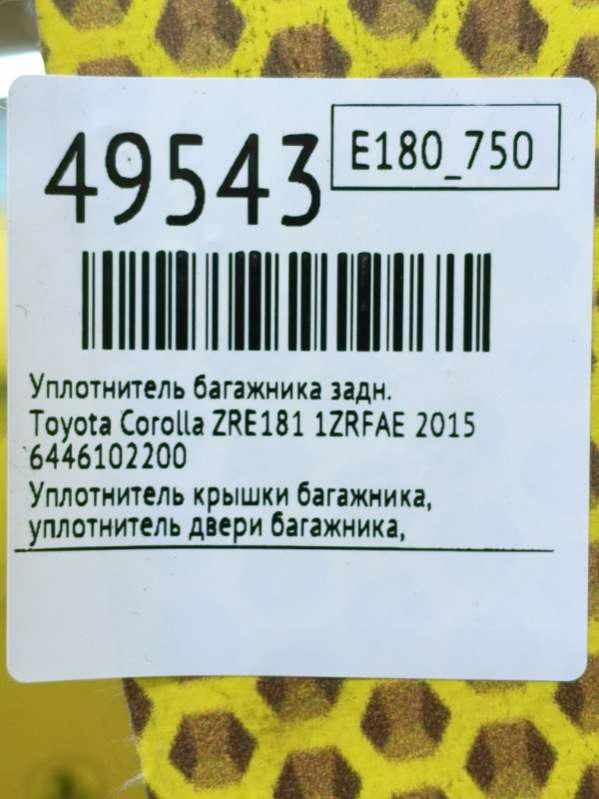 49543
E180_750
Уплотнитель багажника задн.
Toyota Corolla ZRE181 1ZRFAE 2015
6446102200
Уплотнитель крышки багажника,
уплотнитель двери багажника,